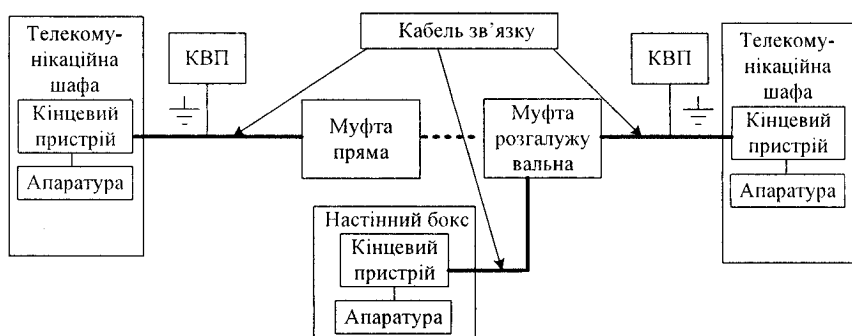 Телекому-
нікаційна
шафа
Кінцевий
пристрій
Апаратура
КВП
Кабель зв’язку
Муфта
пряма
Муфта
розгалужу
вальна
КВП
Телекому-
нікаційна
шафа
Кінцевий
пристрій
Апаратура
Настінний бокс
Кінцевий
пристрій
Апаратура